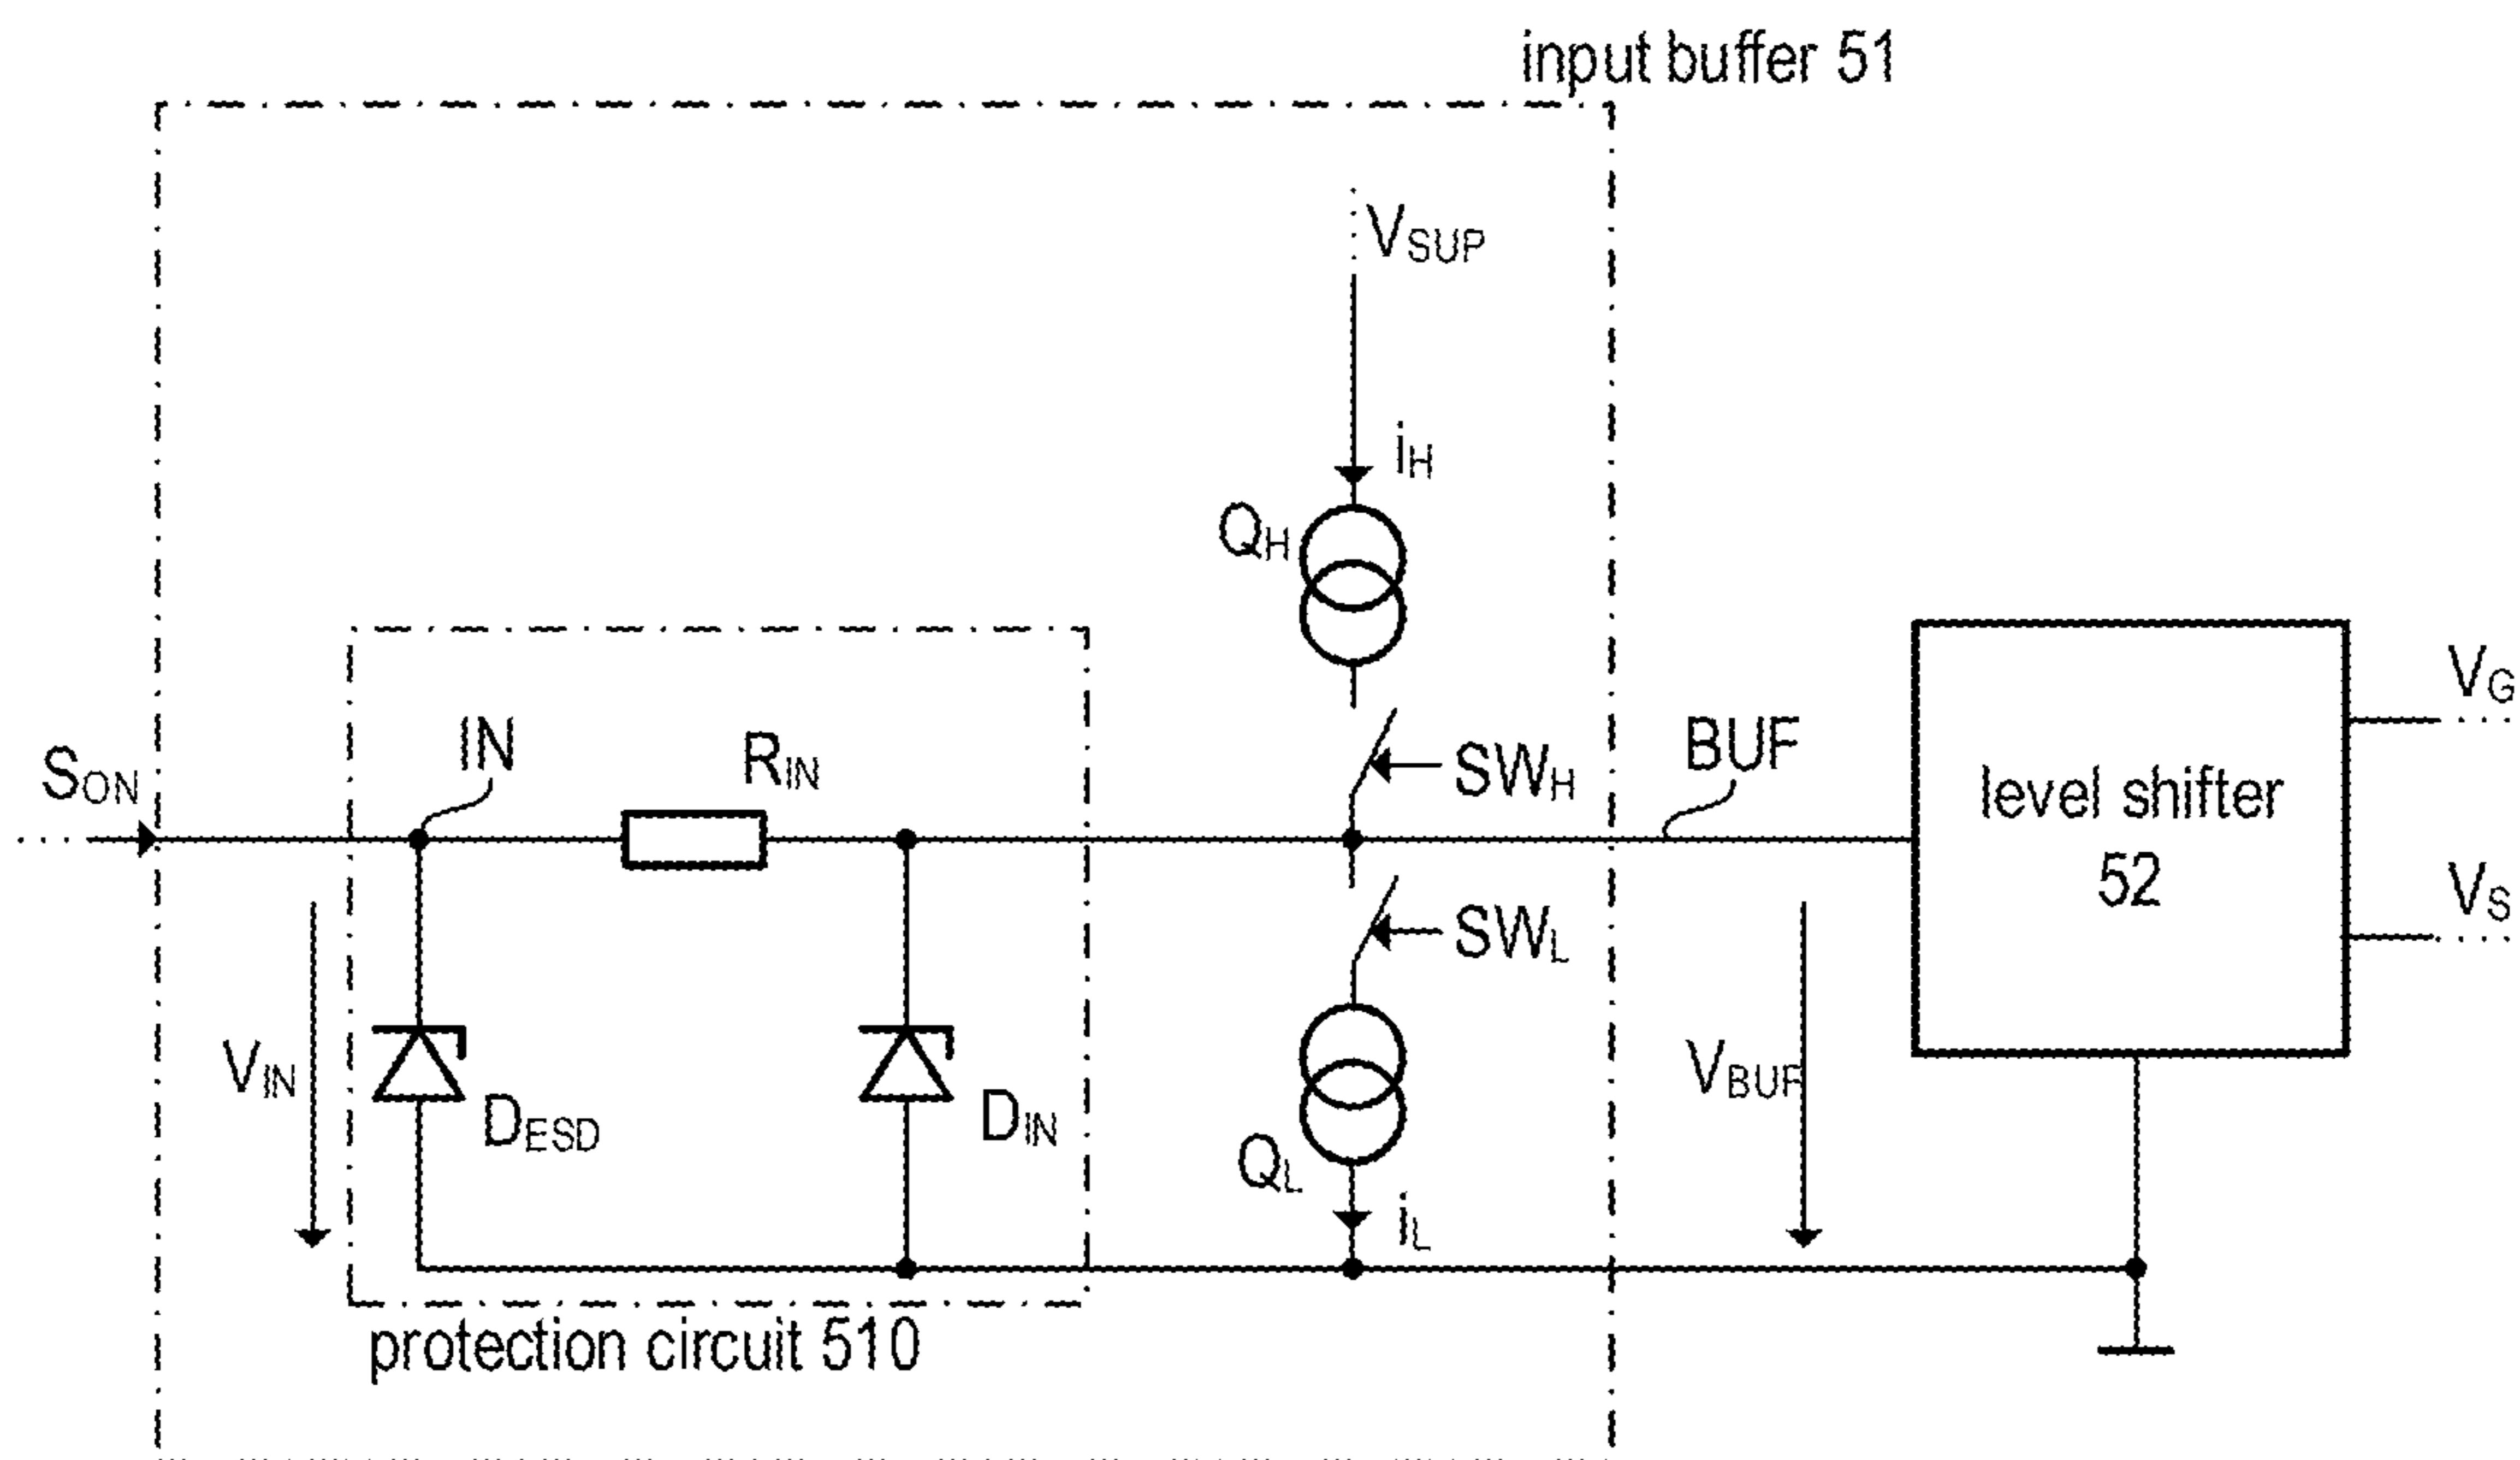 input buffer 51
VSUP
iH
QH
IN
RIN
SON
SWH
BUF
level shifter
52
VG
VS
SWL
VIN
DESD
DIN
QL
iL
VBUF
protection circuit 510